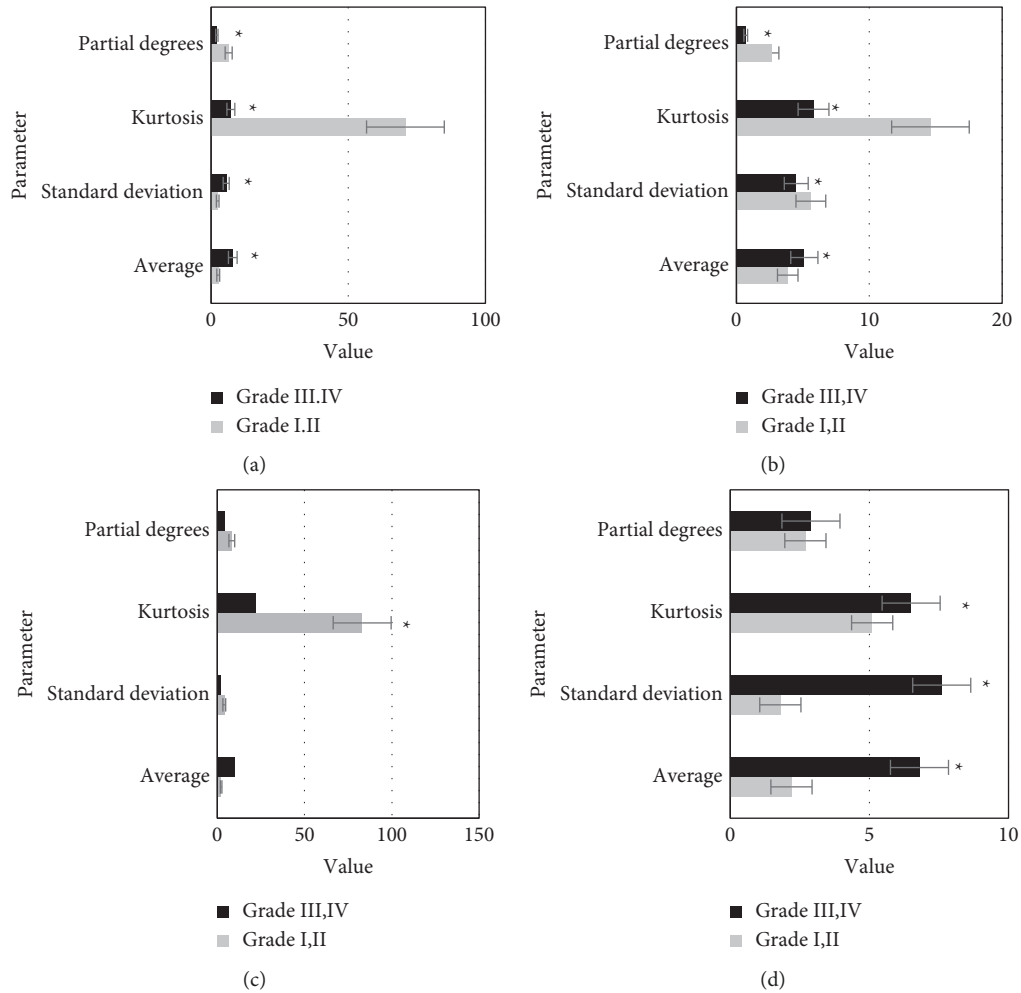 Parameter
Partial degrees
*
Kurtosis
*
Standard deviation
*
Average
*
0
50
100
Value
Grade III.IV
Grade I.II
(a)
Parameter
Partial degrees
*
Kurtosis
*
Standard deviation
*
Average
*
0
10
20
Value
Grade III,IV
Grade I,II
(b)
Parameter
Partial degrees
Kurtosis
*
Standard deviation
Average
0
50
100
150
Value
Grade III,IV
Grade I,II
(c)
Parameter
Partial degrees
Kurtosis
*
Standard deviation
*
Average
*
0
5
10
Value
Grade III,IV
Grade I,II
(d)